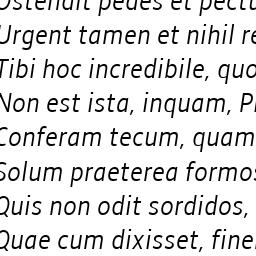 Ostendit pedes et pectu
Urgent tamen et nihil re
Tibi hoc incredibile, quo
Non est ista, inquam, P
Conferam tecum, quam
Solum praeterea formos
Quis non odit sordidos,
Quae cum dixisset, fine